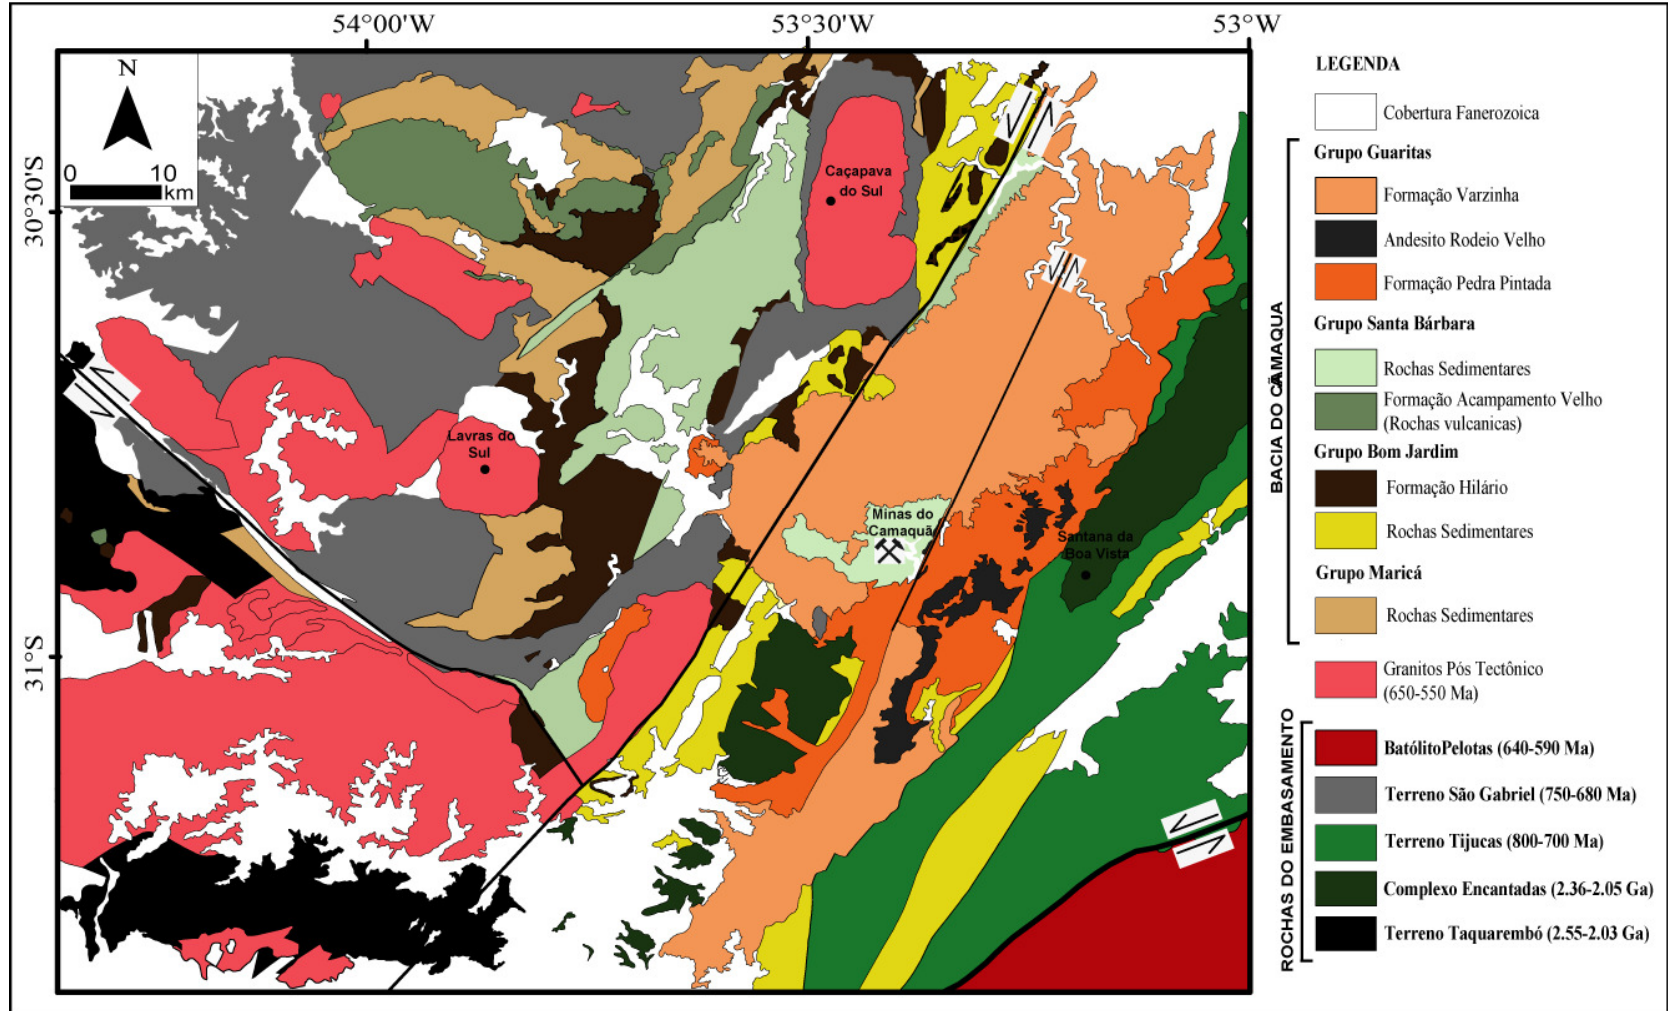 54°00'W
53°30'W
53°W
N
0
10
km
30°30'S
31°S
Caçapava
do Sul
Lavras do
Sul
Minas do
Camaquã
Santana da
Boa Vista
LEGENDA
Cobertura Fanerozoica
BACIA DO CÃMAQUA
Grupo Guaritas
Formação Varzinha
Andesito Rodeio Velho
Formação Pedra Pintada
Grupo Santa Bárbara
Rochas Sedimentares
Formação Acampamento Velho
(Rochas vulcanicas)
Grupo Bom Jardim
Formação Hilário
Rochas Sedimentares
Grupo Maricá
Rochas Sedimentares
Granitos Pós Tectônico
(650-550 Ma)
ROCHAS DO EMBASAMENTO
BatólitoPelotas (640-590 Ma)
Terreno São Gabriel (750-680 Ma)
Terreno Tijucas (800-700 Ma)
Complexo Encantadas (2.36-2.05 Ga)
Terreno Taquarembó (2.55-2.03 Ga)